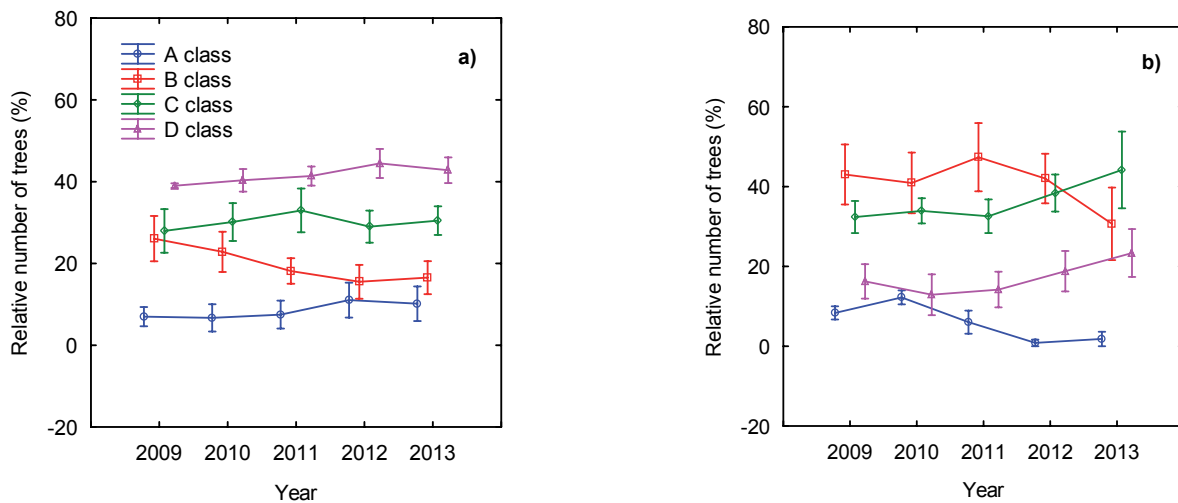 80
60
40
20
0
-20
Relative number of trees (%)
A class
B class
C class
D class
a)
2009 2010 2011 2012 2013
Year
80
60
40
20
0
-20
Relative number of trees (%)
b)
2009 2010 2011 2012 2013
Year